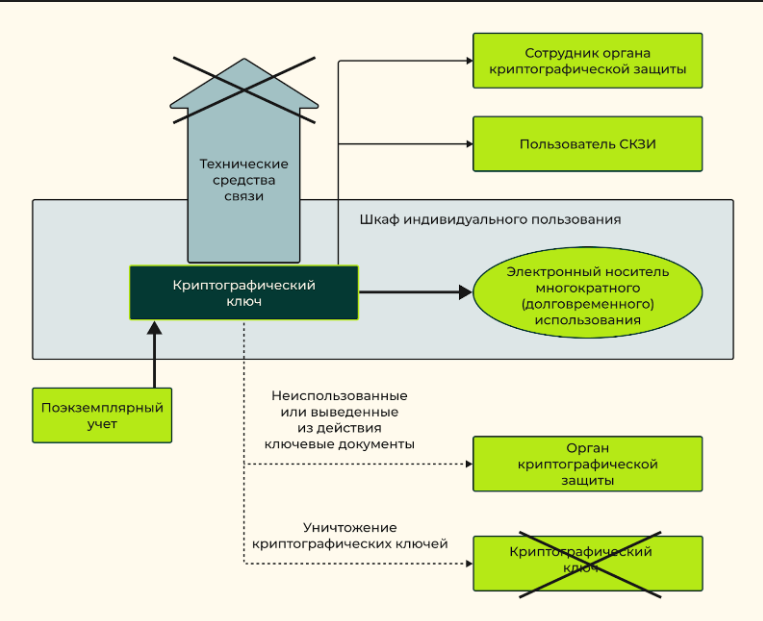 Сотрудник органа
криптографической защиты
Пользователь СКЗИ
Технические
средства
связи
Шкаф индивидуального пользования
Криптографический
ключ
Электронный носитель
многократного
(долговременного)
использования
Поэкземплярный
учет
Неиспользованные
или выведенные
из действия
ключевые документы
Орган
криптографической
защиты
Уничтожение
криптографических ключей
Криптографический
ключ